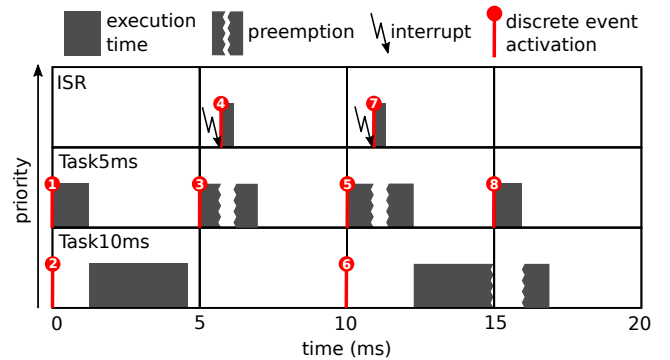 execution time
preemption
interrupt
discrete event activation
priority
ISR
4
7
Task5ms
1
3
5
8
Task10ms
2
6
0
5
10
15
20
time (ms)